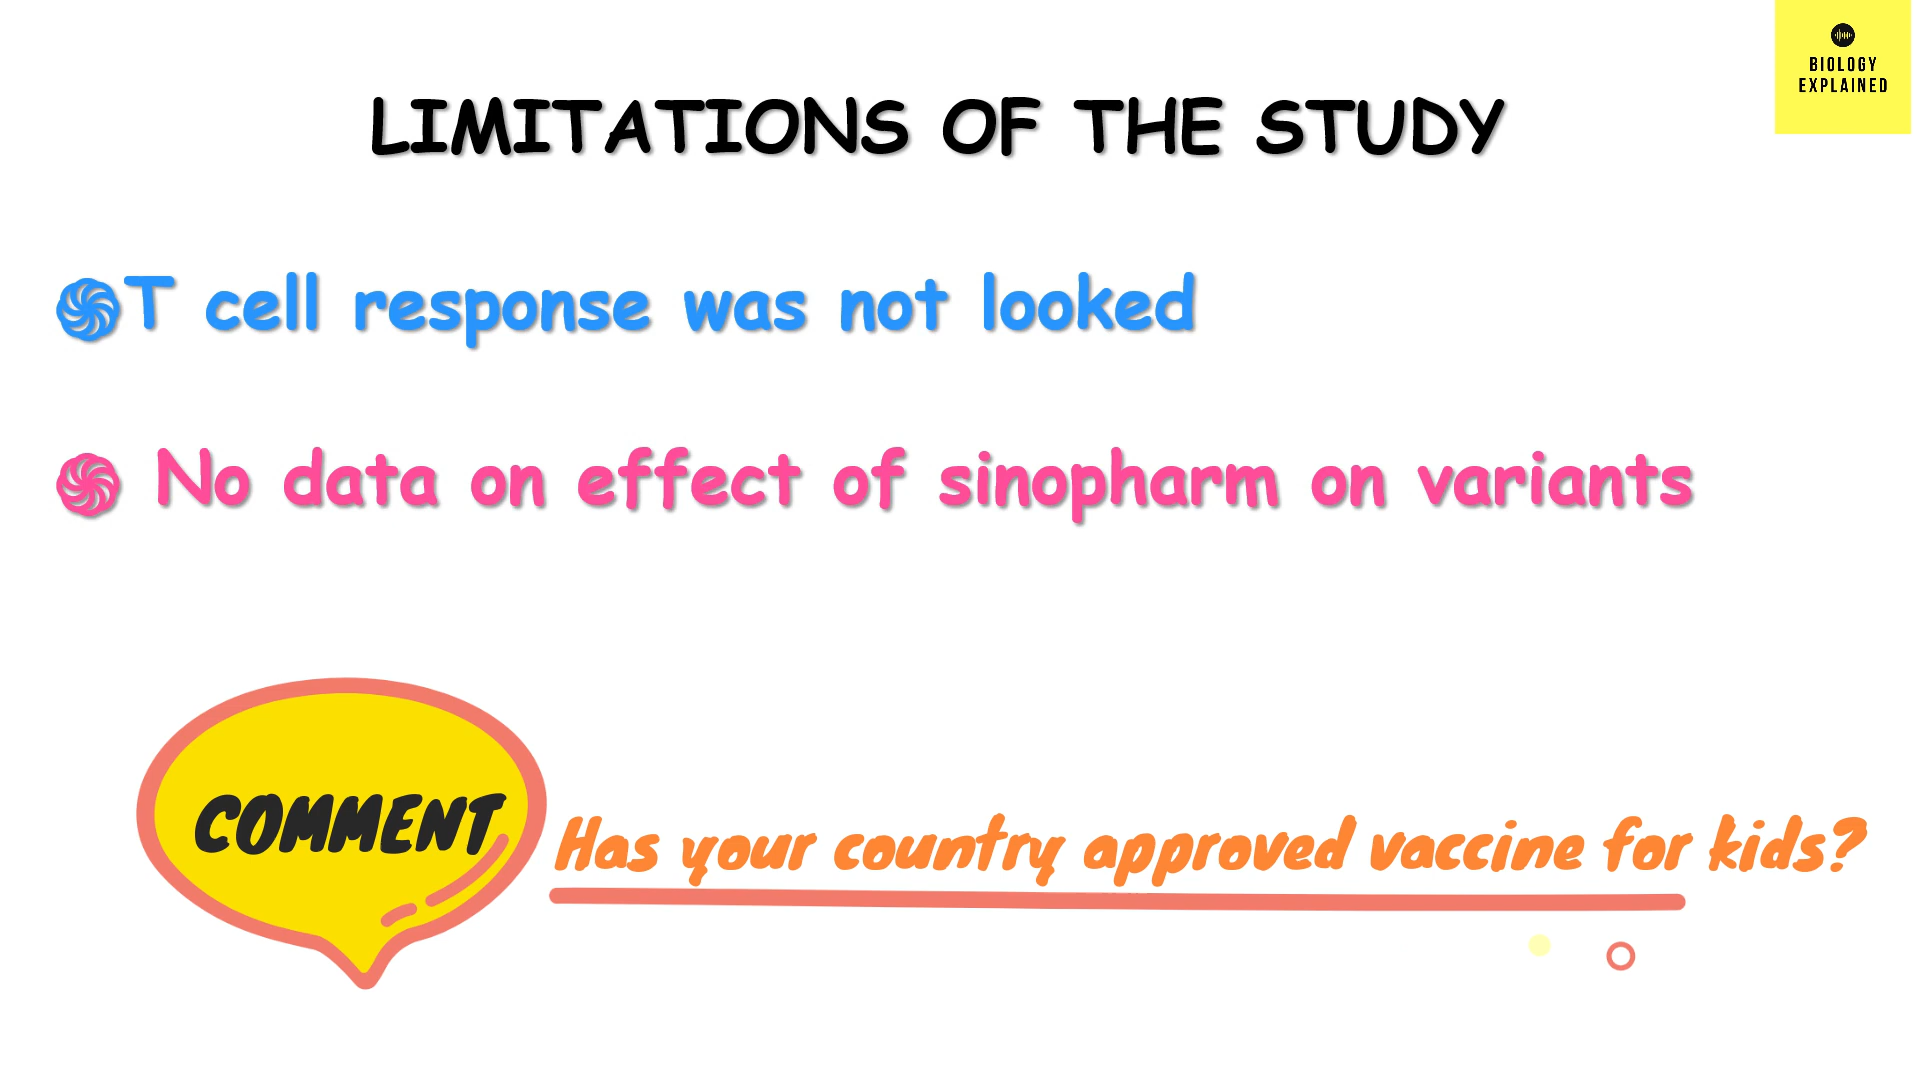 BIOLOGY
EXPLAINED
LIMITATIONS OF THE STUDY
T cell response was not looked
No data on effect of sinopharm on variants
COMMENT
Has your country approved vaccine for kids?